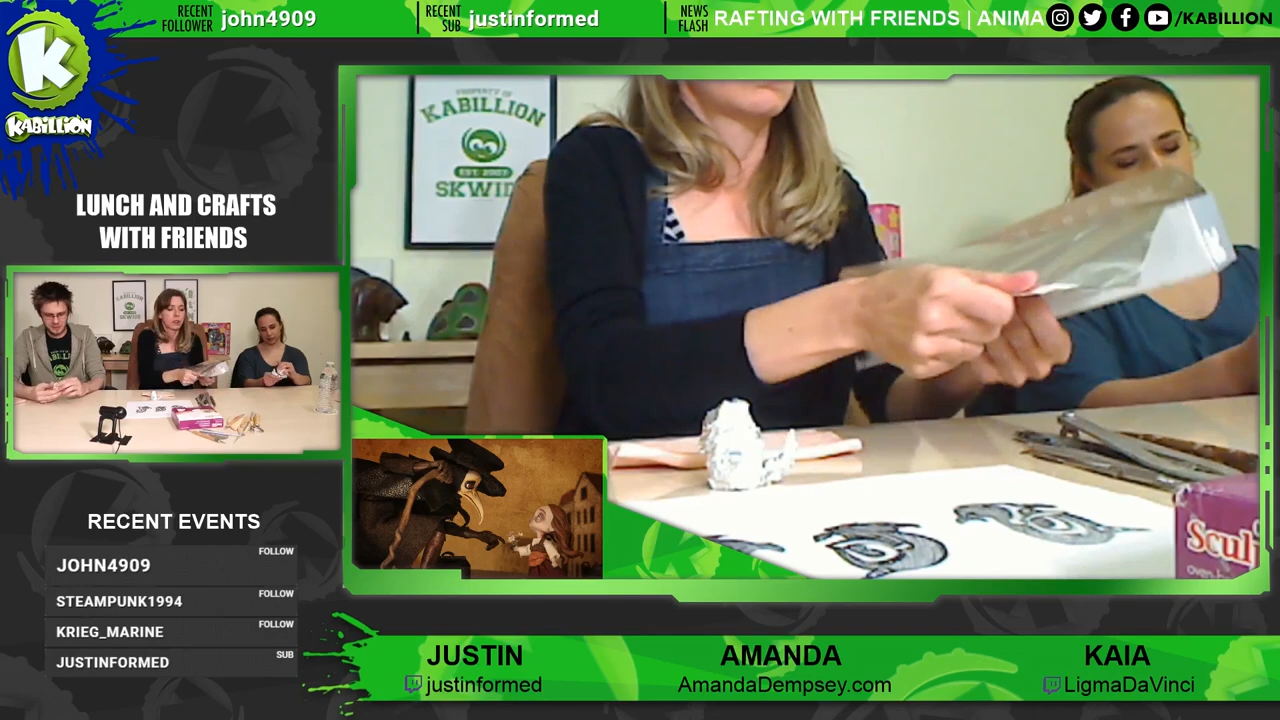 RECENT
FOLLOWER
john4909
RECENT
SUB
justinformed
NEWS
FLASH
RAFTING WITH FRIENDS | ANIMA
/KABILLION
K
KABILLION
LUNCH AND CRAFTS
WITH FRIENDS
PROPERTY OF
KABILLION
EST. 2007
SKWID
KABILLION
Scul
RECENT EVENTS
JOHN4909 FOLLOW
STEAMPUNK1994 FOLLOW
KRIEG_MARINE FOLLOW
JUSTINFORMED SUB
JUSTIN
justinformed
AMANDA
AmandaDempsey.com
KAIA
LigmaDaVinci